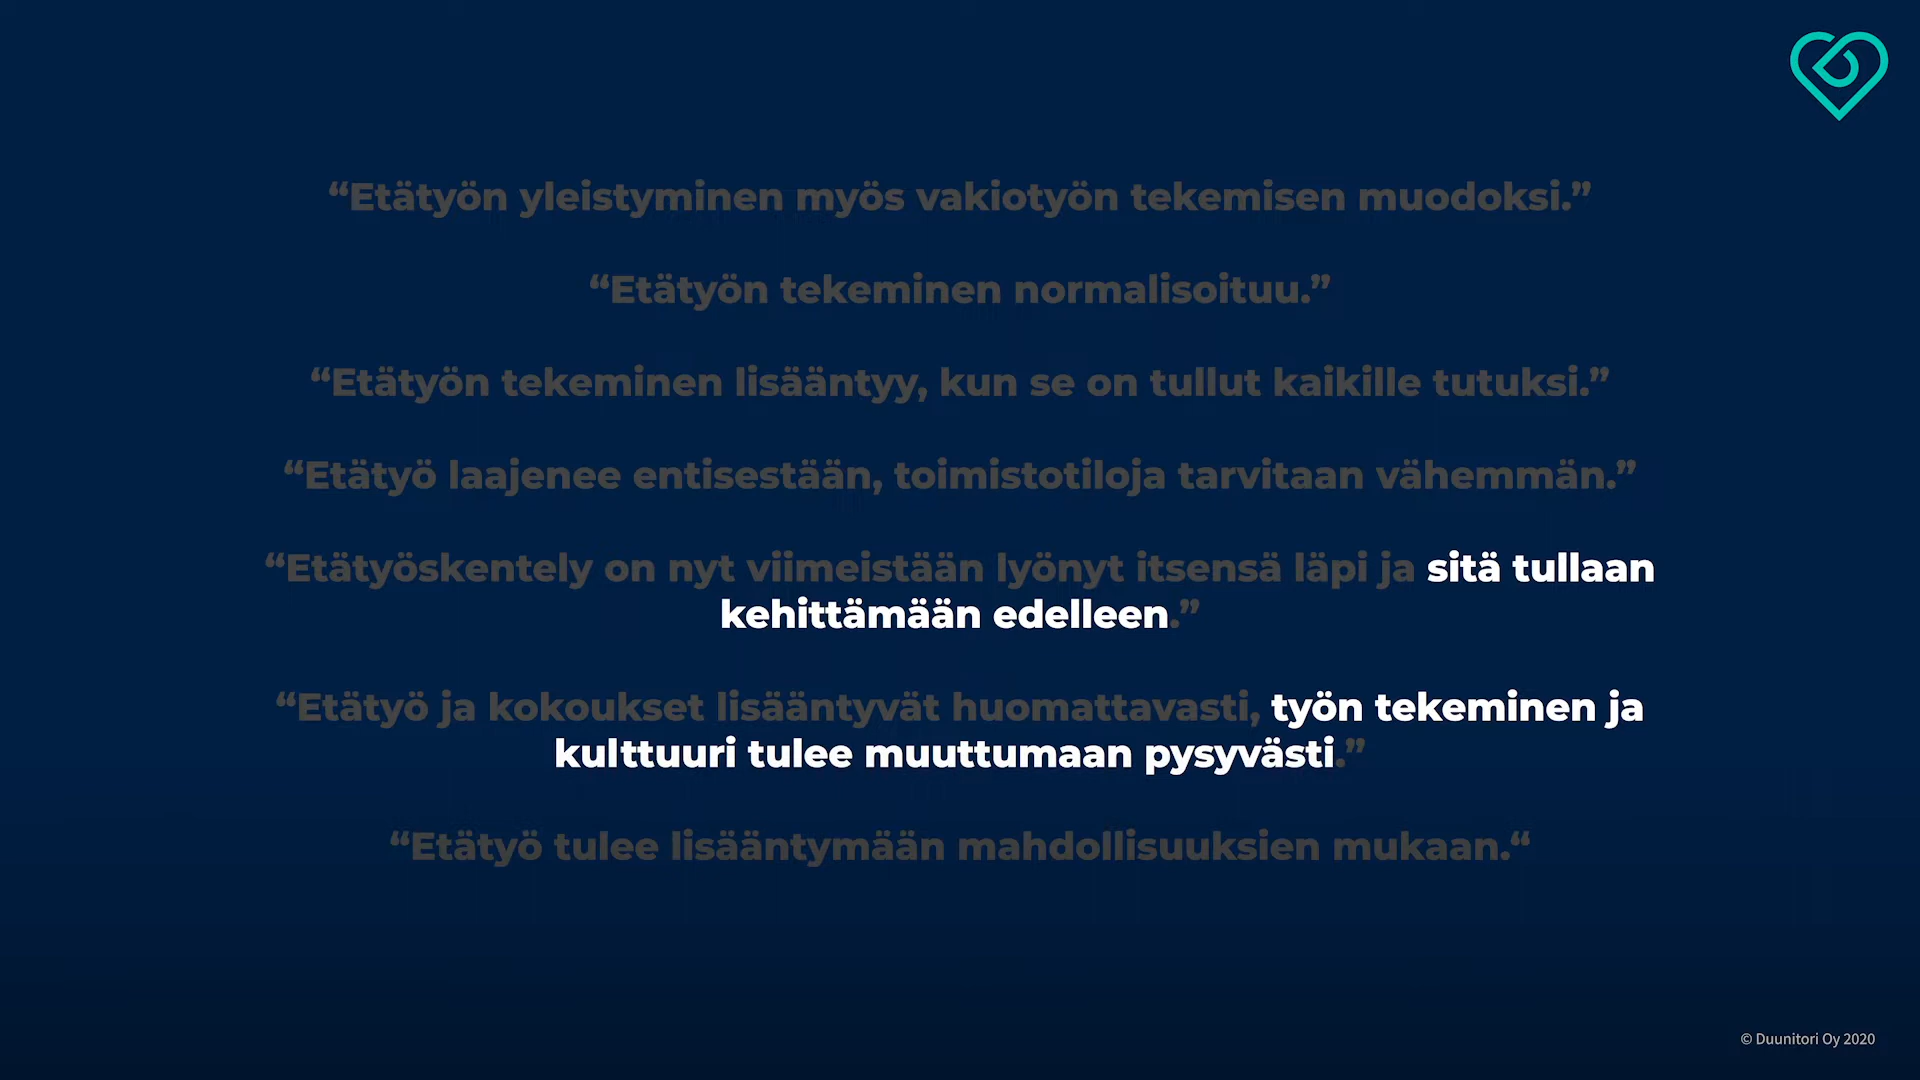 “Etätyön yleistyminen myös vakiotyön tekemisen muodoksi.”
“Etätyön tekeminen normalisoituu.”
“Etätyön tekeminen lisääntyy, kun se on tullut kaikille tutuksi.”
“Etätyö laajenee entisestään, toimistotiloja tarvitaan vähemmän.”
“Etätyöskentely on nyt viimeistään lyönyt itsensä läpi ja sitä tullaan
kehittämään edelleen.”
“Etätyö ja kokoukset lisääntyvät huomattavasti, työn tekeminen ja
kulttuuri tulee muuttumaan pysyvästi.”
“Etätyö tulee lisääntymään mahdollisuuksien mukaan.“
© Duunitori Oy 2020